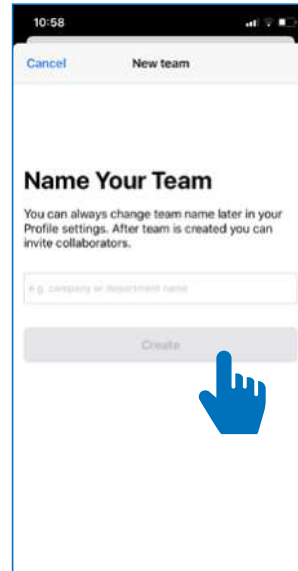 10:58
Cancel
New team
Name Your Team
You can always change team name later in your
Profile settings. After team is created you can
invite collaborators.
e.g. company or department name
Create